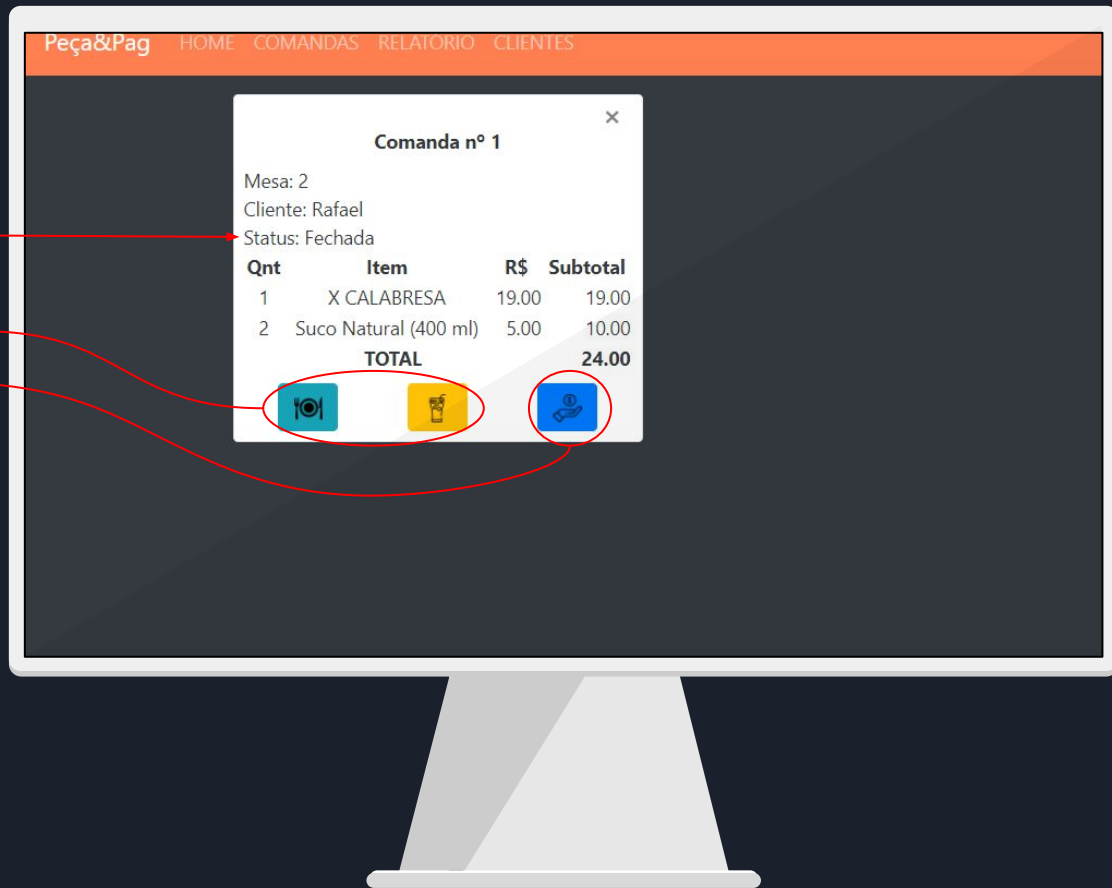 Peça&Pag HOME COMANDAS RELATÓRIO CLIENTES
×
Comanda nº 1
Mesa: 2
Cliente: Rafael
Status: Fechada
Qnt Item R$ Subtotal
1 X CALABRESA 19.00 19.00
2 Suco Natural (400 ml) 5.00 10.00
TOTAL 24.00